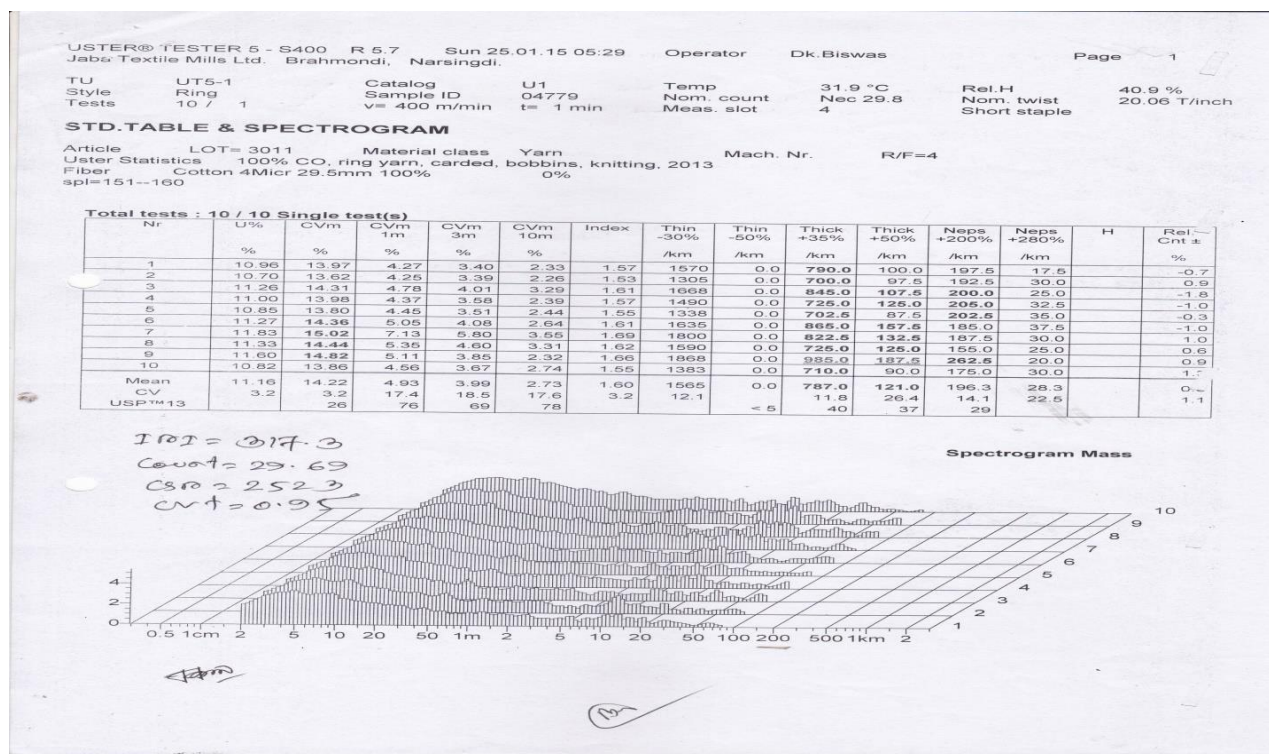 USTER® TESTER 5 - S400 R 5.7 Sun 25.01.15 05:29 Operator Dk.Biswas Page 1
Jaba Textile Mills Ltd. Brahmondi, Narsingdi.
TU UT5-1 Catalog U1 Temp 31.9 °C Rel.H 40.9 %
Style Ring Sample ID 04779 Nom. count Nec 29.8 Nom. twist 20.06 T/inch
Tests 10 / 1 v= 400 m/min t= 1 min Meas. slot 4 Short staple
STD.TABLE & SPECTROGRAM
Article LOT= 3011 Material class Yarn Mach. Nr. R/F=4
Uster Statistics 100% CO, ring yarn, carded, bobbins, knitting, 2013
Fiber Cotton 4Micr 29.5mm 100% 0%
spl=151--160
Total tests : 10 / 10 Single test(s)
Nr U% CVm CVm CVm CVm Index Thin Thin Thick Thick Neps Neps H Rel.
1m 3m 10m -30% -50% +35% +50% +200% +280% Cnt ±
% % % % % /km /km /km /km /km /km %
1 10.96 13.97 4.27 3.40 2.33 1.57 1570 0.0 790.0 100.0 197.5 17.5 -0.7
2 10.70 13.62 4.25 3.39 2.26 1.53 1305 0.0 700.0 97.5 192.5 30.0 0.9
3 11.26 14.31 4.78 4.01 3.29 1.61 1668 0.0 845.0 107.5 200.0 25.0 -1.8
4 11.00 13.98 4.37 3.58 2.39 1.57 1490 0.0 725.0 125.0 205.0 32.5 -1.0
5 10.85 13.80 4.45 3.51 2.44 1.55 1338 0.0 702.5 87.5 202.5 35.0 -0.3
6 11.27 14.36 5.05 4.08 2.64 1.61 1635 0.0 865.0 157.5 185.0 37.5 -1.0
7 11.83 15.02 7.13 5.80 3.55 1.69 1800 0.0 822.5 132.5 187.5 30.0 1.0
8 11.33 14.44 5.35 4.60 3.31 1.62 1590 0.0 725.0 125.0 155.0 25.0 0.6
9 11.60 14.82 5.11 3.85 2.32 1.66 1868 0.0 985.0 187.5 262.5 20.0 0.9
10 10.82 13.86 4.56 3.67 2.74 1.55 1383 0.0 710.0 90.0 175.0 30.0
Mean 11.16 14.22 4.93 3.99 2.73 1.60 1565 0.0 787.0 121.0 196.3 28.3
CV 3.2 3.2 17.4 18.5 17.6 3.2 12.1 11.8 26.4 14.1 22.5 1.1
USP™13 26 76 69 78 < 5 40 37 29
IPI = 317.3
Count = 29.69
CSP = 2523
Spectrogram Mass
10
9
8
7
6
5
4
3
2
1
4
2
0
0.5 1cm 2 5 10 20 50 1m 2 5 10 20 50 100 200 500 1km 2